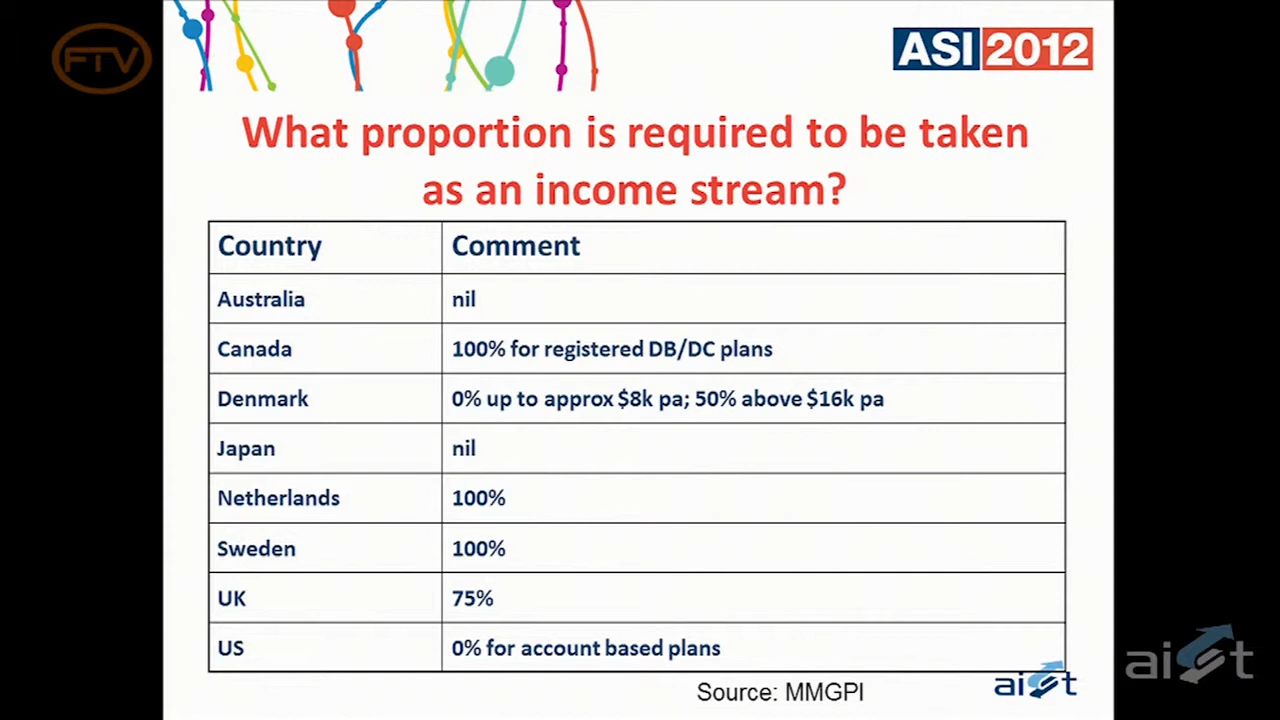 FTV
ASI 2012
What proportion is required to be taken
as an income stream?
Country Comment
Australia nil
Canada 100% for registered DB/DC plans
Denmark 0% up to approx $8k pa; 50% above $16k pa
Japan nil
Netherlands 100%
Sweden 100%
UK 75%
US 0% for account based plans
Source: MMGPI
aist
aist